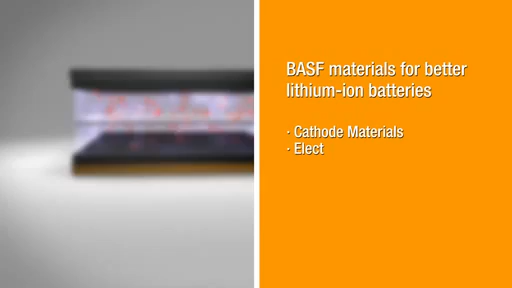 BASF materials for better
lithium-ion batteries
· Cathode Materials
· Elect